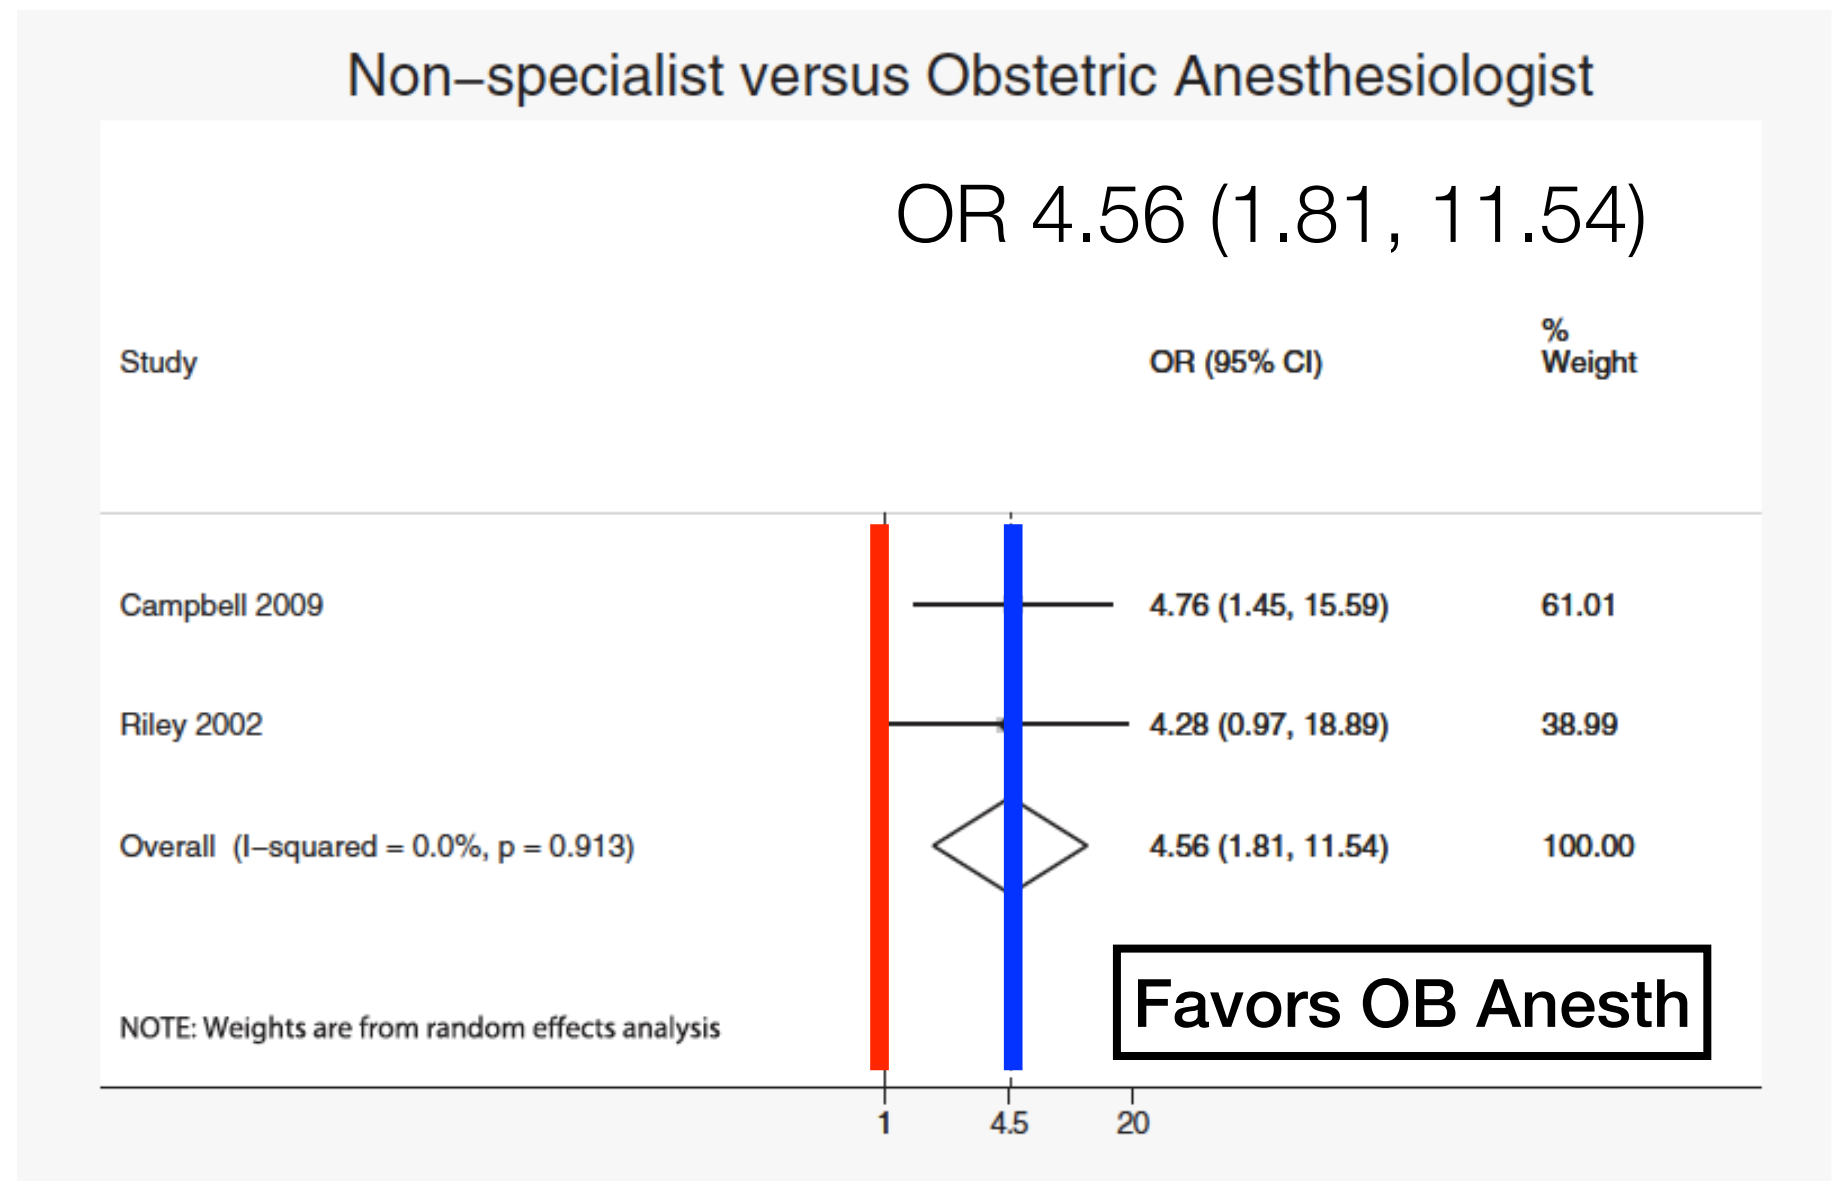 Non–specialist versus Obstetric Anesthesiologist
OR 4.56 (1.81, 11.54)
%
Study OR (95% CI) Weight
Campbell 2009 4.76 (1.45, 15.59) 61.01
Riley 2002 4.28 (0.97, 18.89) 38.99
Overall (I–squared = 0.0%, p = 0.913) 4.56 (1.81, 11.54) 100.00
Favors OB Anesth
NOTE: Weights are from random effects analysis
1 4.5 20